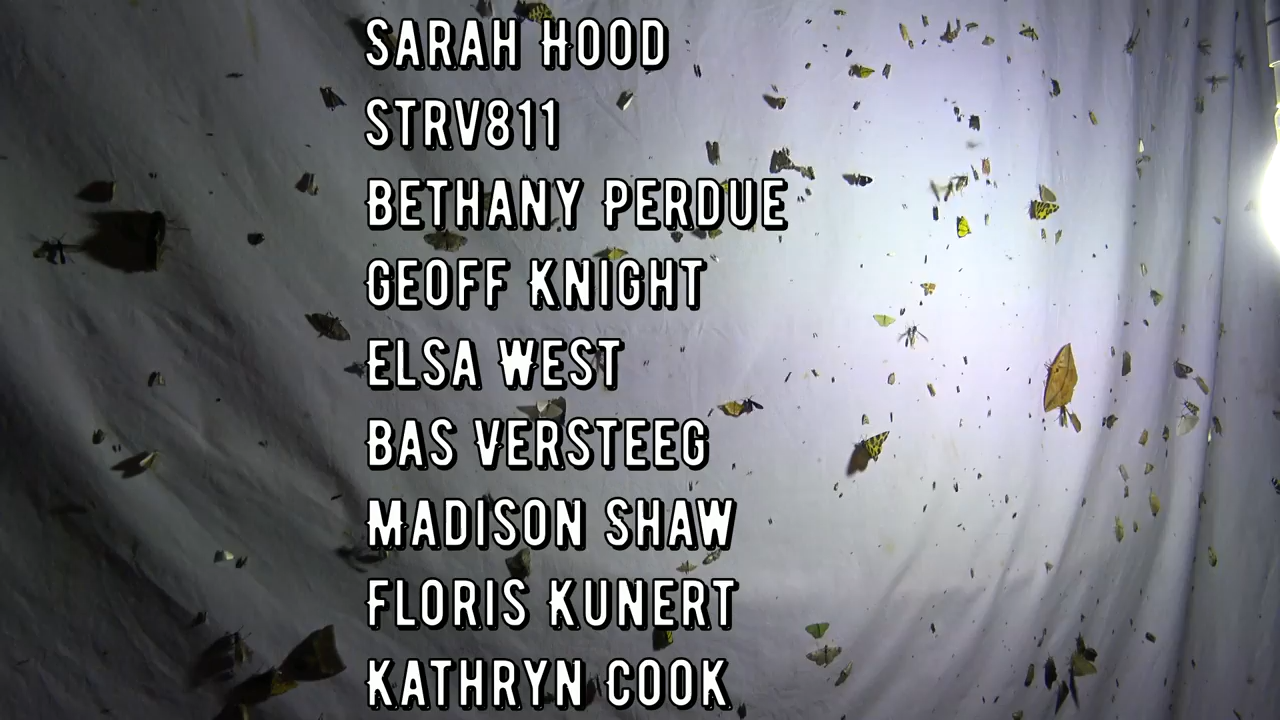 SARAH HOOD
STRV811
BETHANY PERDUE
GEOFF KNIGHT
ELSA WEST
BAS VERSTEEG
MADISON SHAW
FLORIS KUNERT
KATHRYN COOK